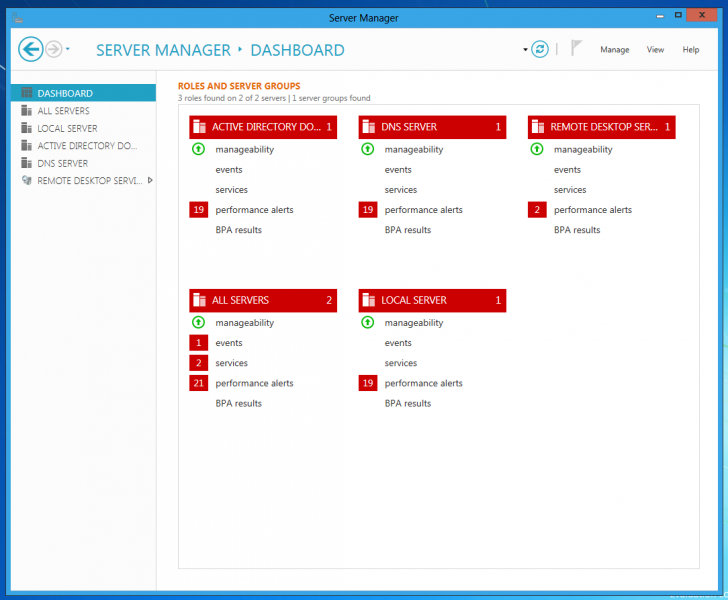 Server Manager
SERVER MANAGER ‣ DASHBOARD
Manage View Help
DASHBOARD
ALL SERVERS
LOCAL SERVER
ACTIVE DIRECTORY DO...
DNS SERVER
REMOTE DESKTOP SERVI...
ROLES AND SERVER GROUPS
3 roles found on 2 of 2 servers | 1 server groups found
ACTIVE DIRECTORY DO... 1
manageability
events
services
19 performance alerts
BPA results
DNS SERVER 1
manageability
events
services
19 performance alerts
BPA results
REMOTE DESKTOP SER... 1
manageability
events
services
2 performance alerts
BPA results
ALL SERVERS 2
manageability
1 events
2 services
21 performance alerts
BPA results
LOCAL SERVER 1
manageability
events
services
19 performance alerts
BPA results